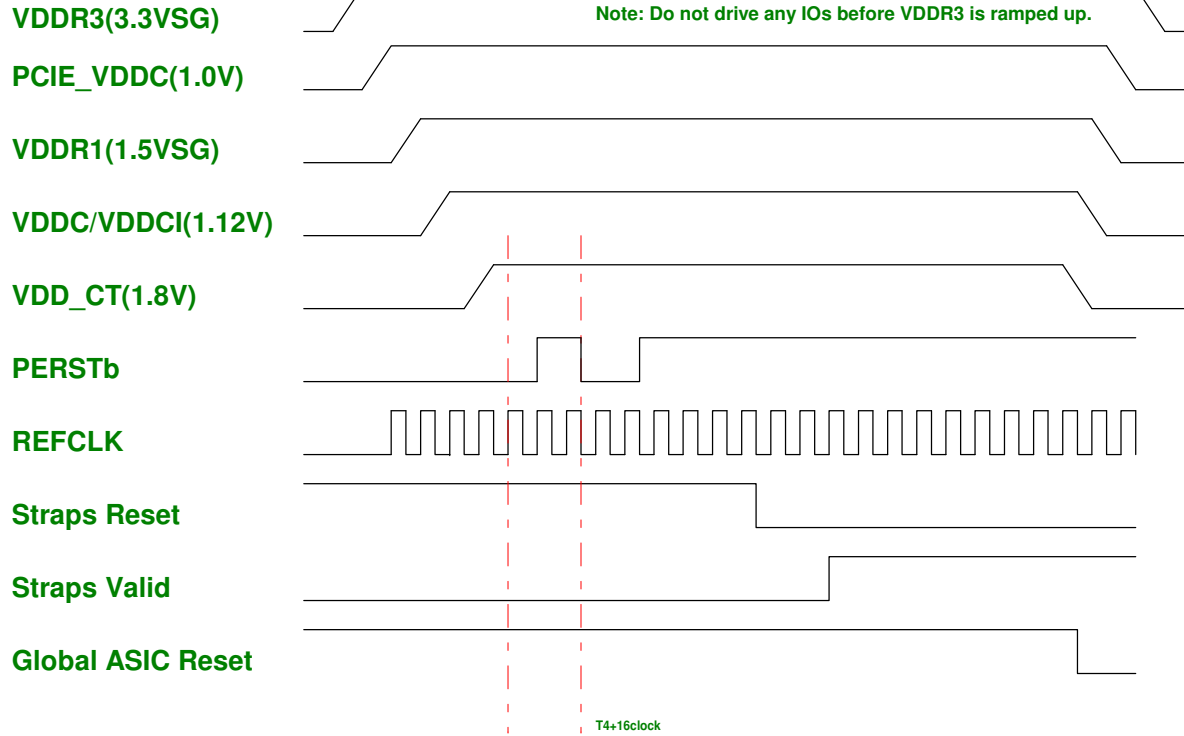 VDDR3(3.3VSG)
Note: Do not drive any IOs before VDDR3 is ramped up.
PCIE_VDDC(1.0V)
VDDR1(1.5VSG)
VDDC/VDDCI(1.12V)
VDD_CT(1.8V)
PERSTb
REFCLK
Straps Reset
Straps Valid
Global ASIC Reset
T4+16clock